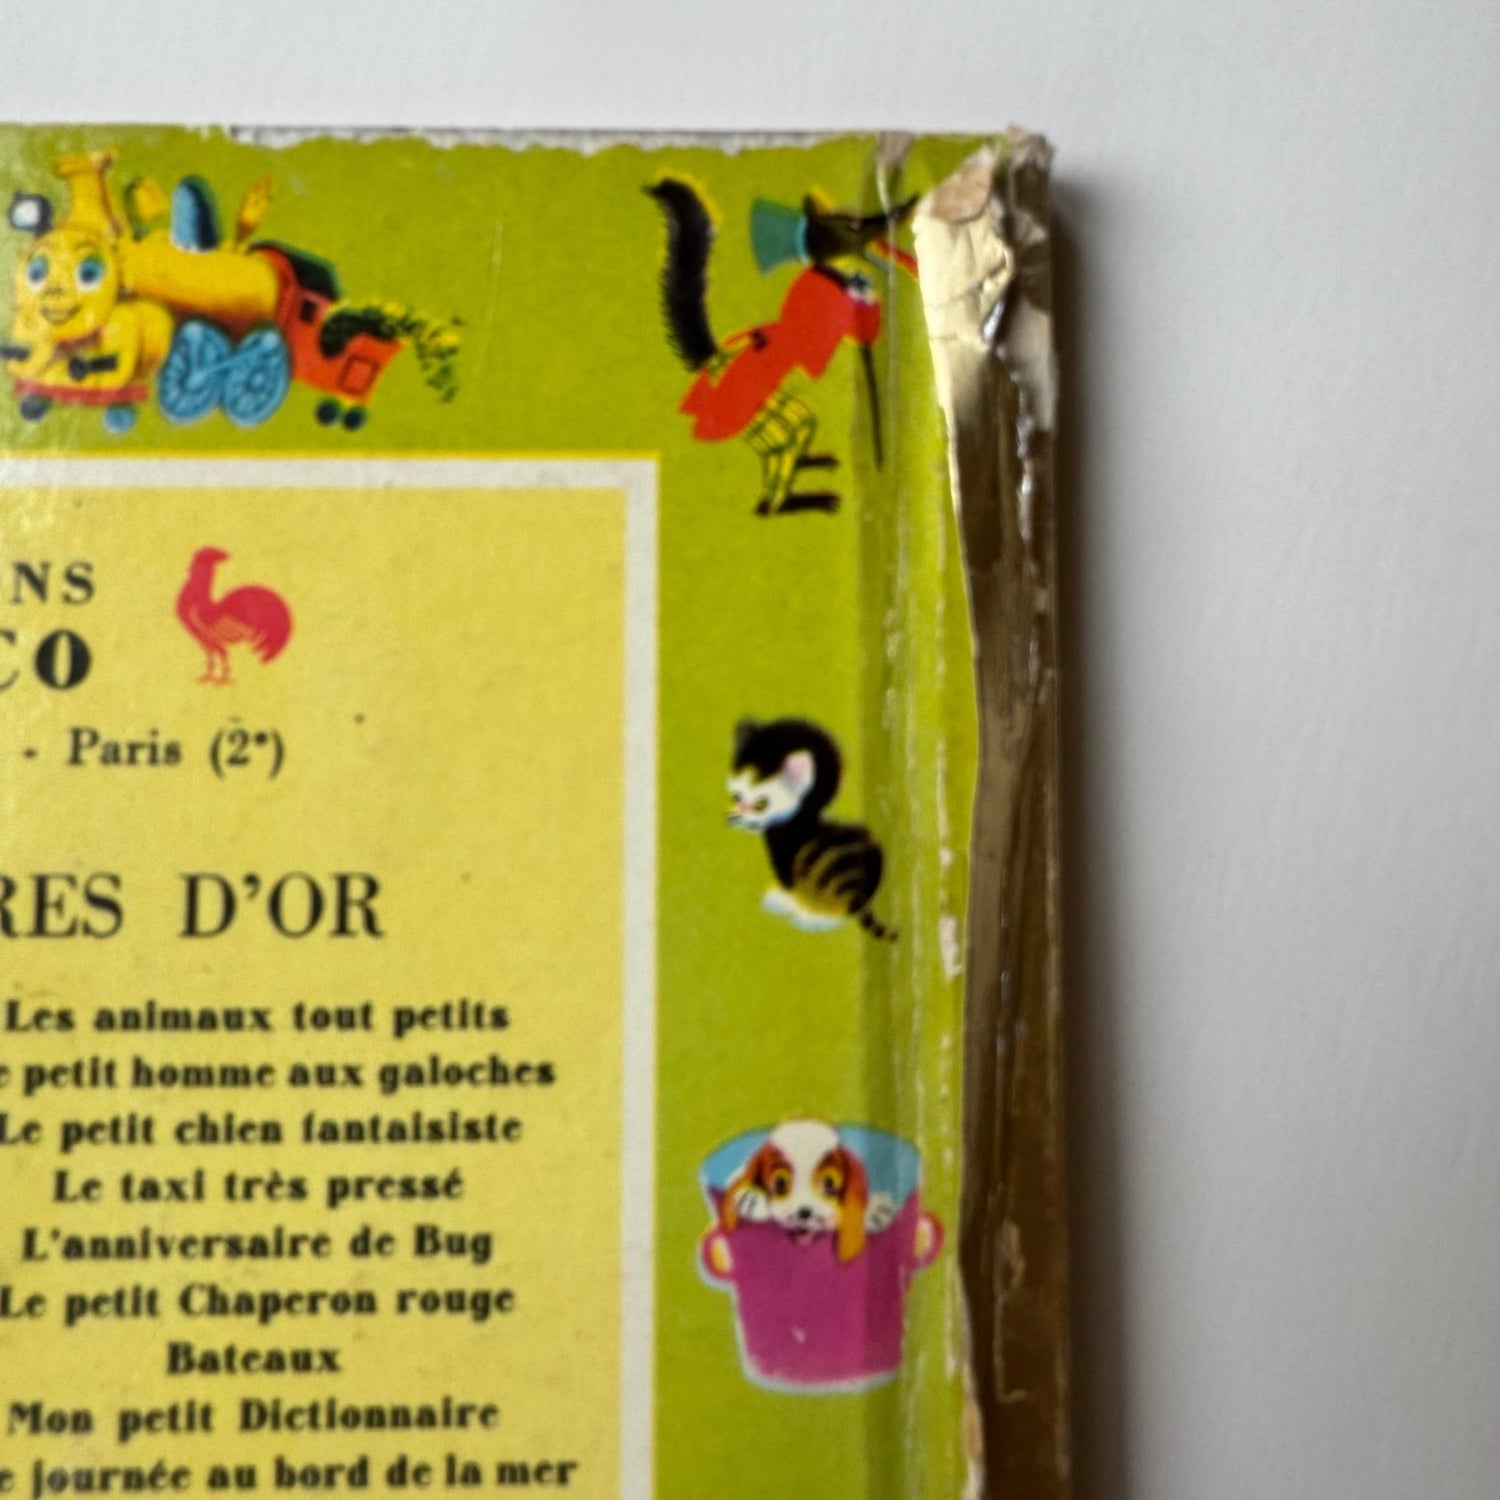 ONS
CO
- Paris (2ᵉ)
RES D'OR
Les animaux tout petits
e petit homme aux galoches
Le petit chien fantaisiste
Le taxi très pressé
L'anniversaire de Bug
Le petit Chaperon rouge
Bateaux
Mon petit Dictionnaire
e journée au bord de la mer